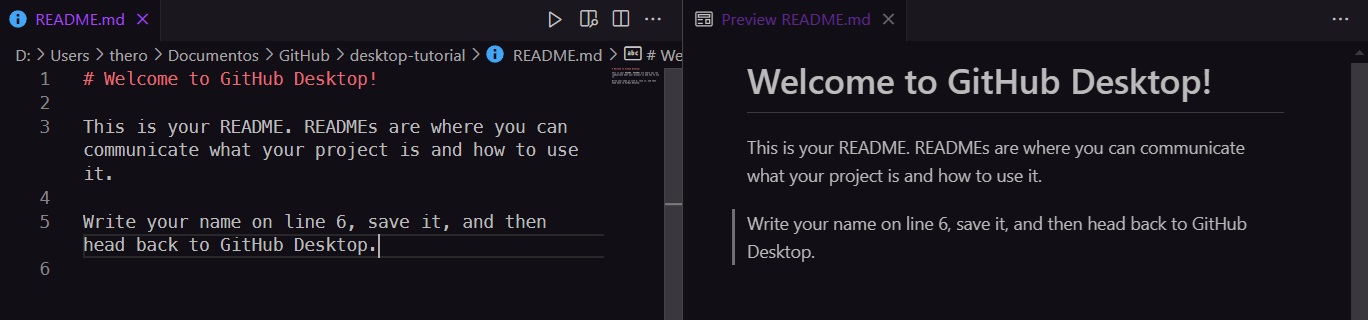 README.md
D: > Users > thero > Documentos > GitHub > desktop-tutorial > README.md > # We
1 # Welcome to GitHub Desktop!
2
3 This is your README. READMEs are where you can
communicate what your project is and how to use
it.
4
5 Write your name on line 6, save it, and then
head back to GitHub Desktop.
6
Preview README.md
Welcome to GitHub Desktop!
This is your README. READMEs are where you can communicate
what your project is and how to use it.
Write your name on line 6, save it, and then head back to GitHub
Desktop.